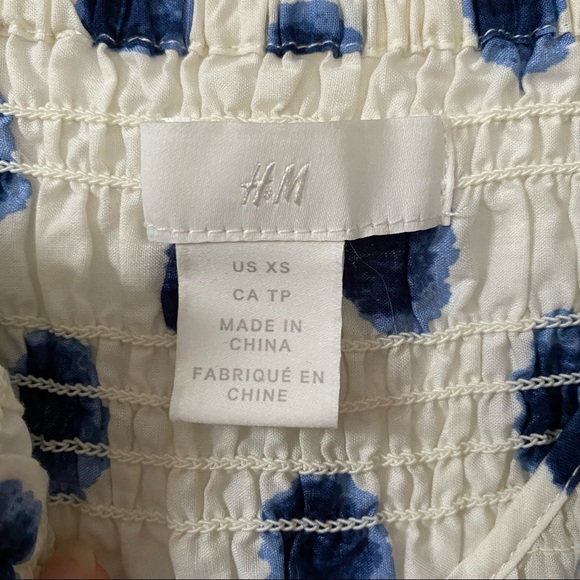 H&M
US XS
CA TP
MADE IN
CHINA
FABRIQUÉ EN
CHINE